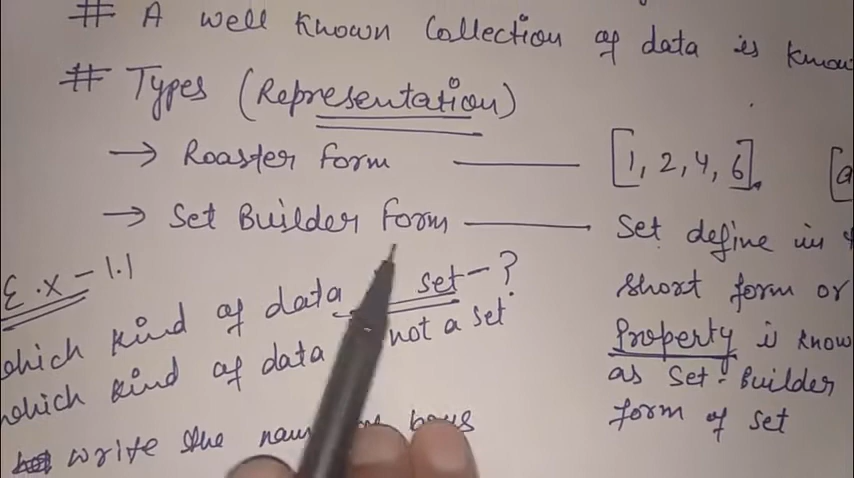 # A well known Collection of data is know
# Types (Representation)
→ Roaster form — [1, 2, 4, 6], [a
→ Set Builder form — Set define in
short form or
Property is know
as Set-Builder
form of set
E.x – 1.1
which kind of data set – ?
which kind of data not a set
write the boys